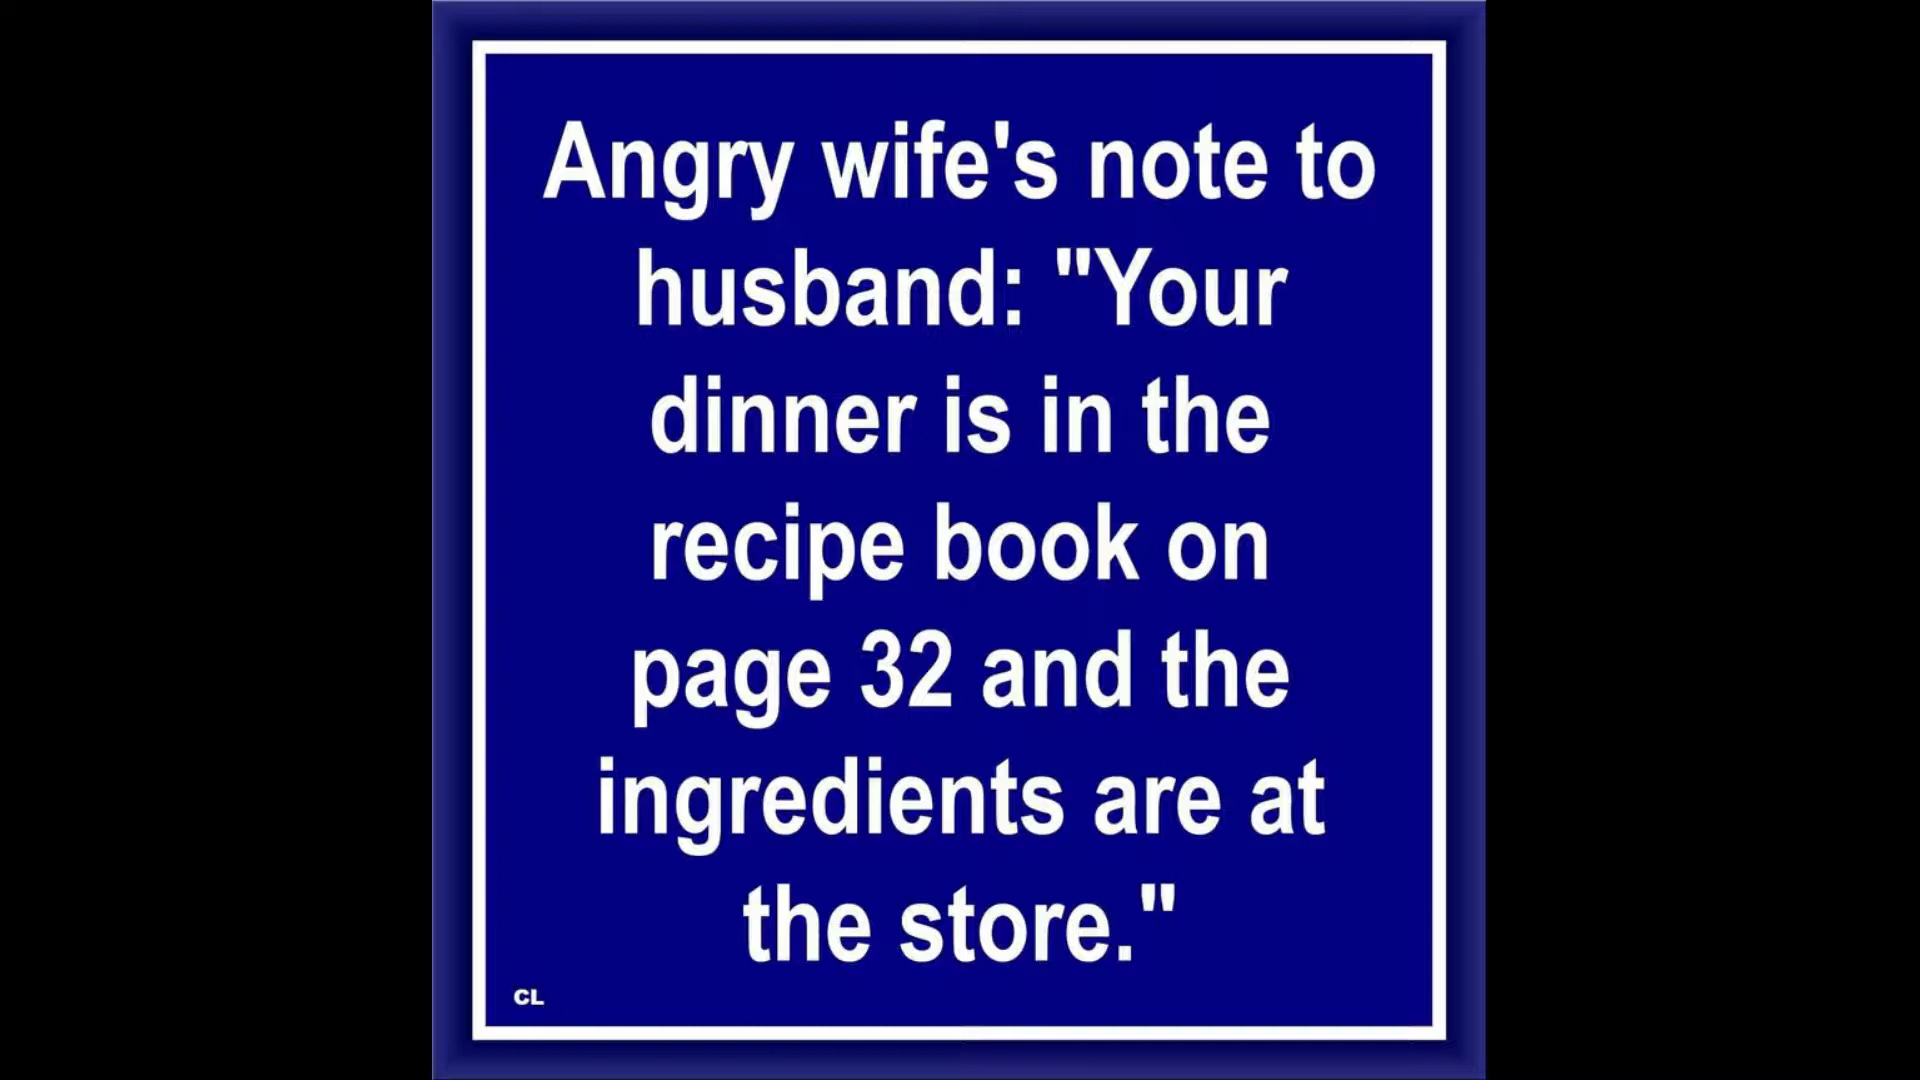 Angry wife's note to
husband: "Your
dinner is in the
recipe book on
page 32 and the
ingredients are at
the store."
CL